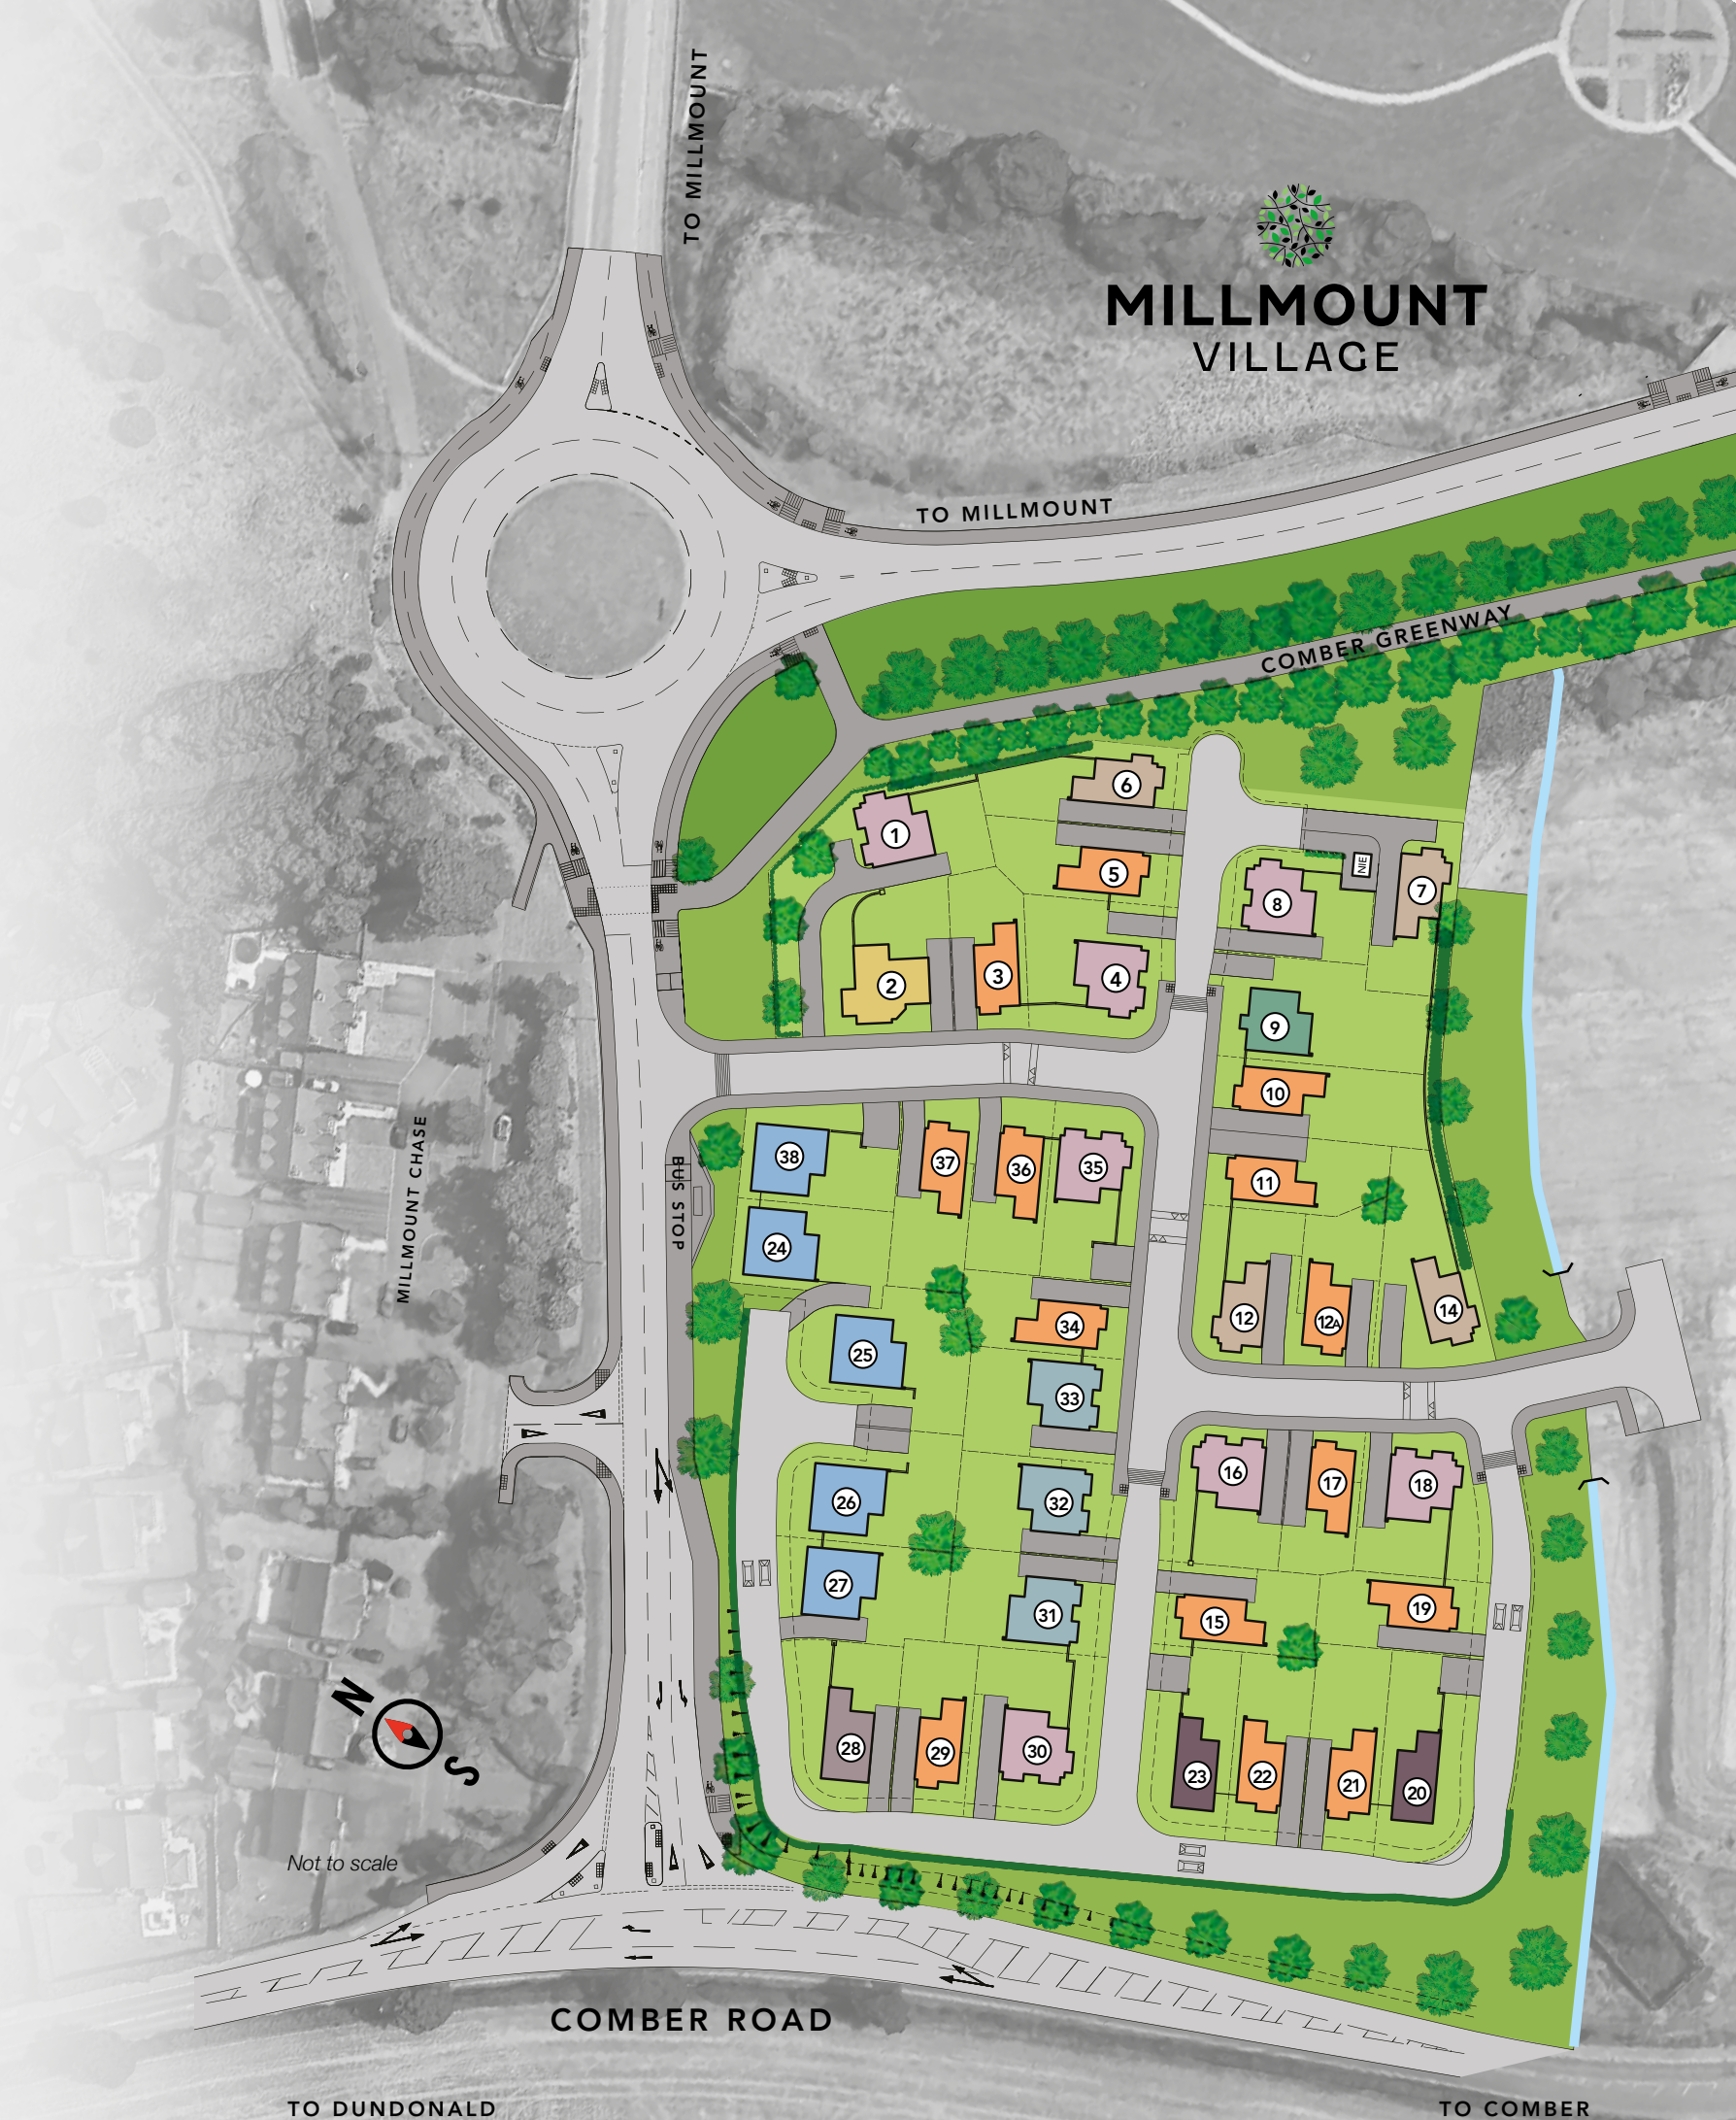 TO MILLMOUNT
MILLMOUNT
VILLAGE
TO MILLMOUNT
COMBER GREENWAY
6
1
5
NIE
7
8
2
3
4
9
10
MILLMOUNT CHASE
BUS STOP
38
37
36
35
11
24
12
12A
14
34
25
33
16
17
18
26
32
27
31
15
19
N
S
28
29
30
23
22
21
20
Not to scale
COMBER ROAD
TO DUNDONALD
TO COMBER